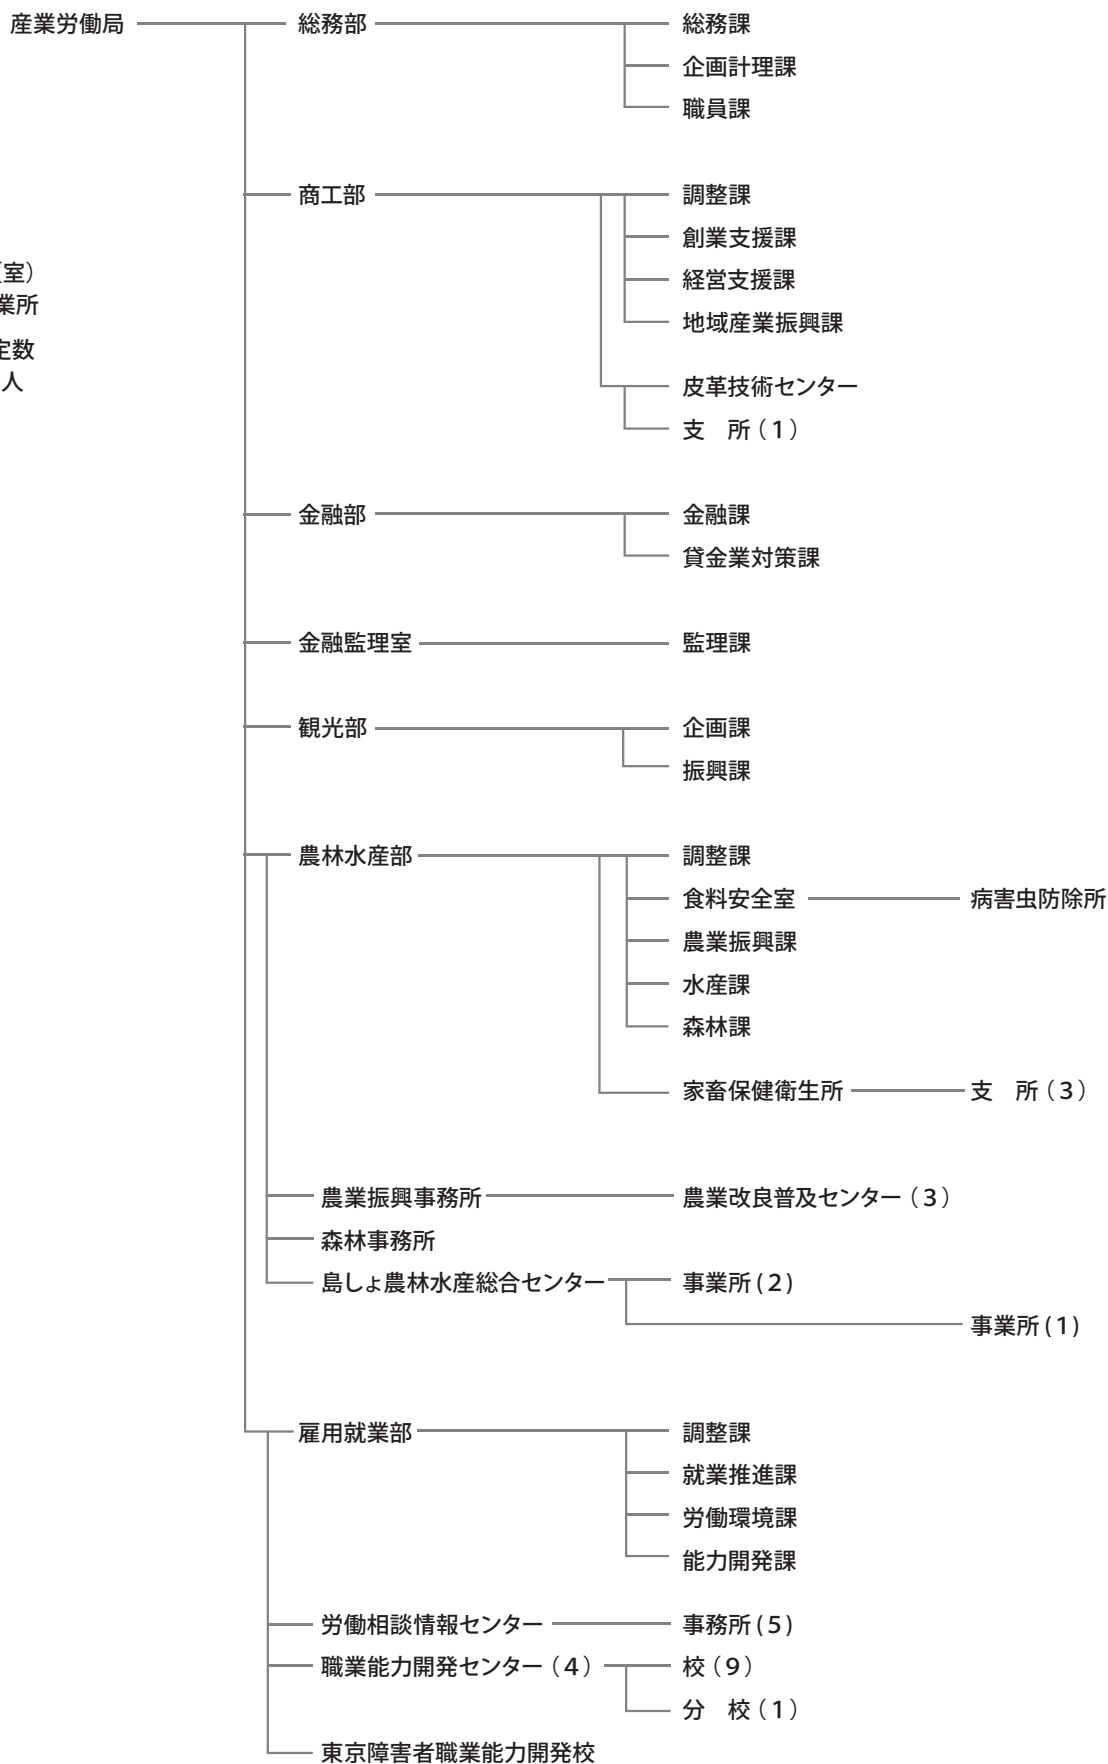 産業労働局 総務部 総務課
企画計理課
職員課
商工部 調整課
創業支援課
経営支援課
地域産業振興課
皮革技術センター
支　所（1）
室）
業所
定数
人
金融部 金融課
貸金業対策課
金融監理室 監理課
観光部 企画課
振興課
農林水産部 調整課
食料安全室 病害虫防除所
農業振興課
水産課
森林課
家畜保健衛生所 支　所（3）
農業振興事務所 農業改良普及センター（3）
森林事務所
島しょ農林水産総合センター 事業所(2)
事業所(1)
雇用就業部 調整課
就業推進課
労働環境課
能力開発課
労働相談情報センター 事務所(5)
職業能力開発センター（4） 校（9）
分　校（1）
東京障害者職業能力開発校